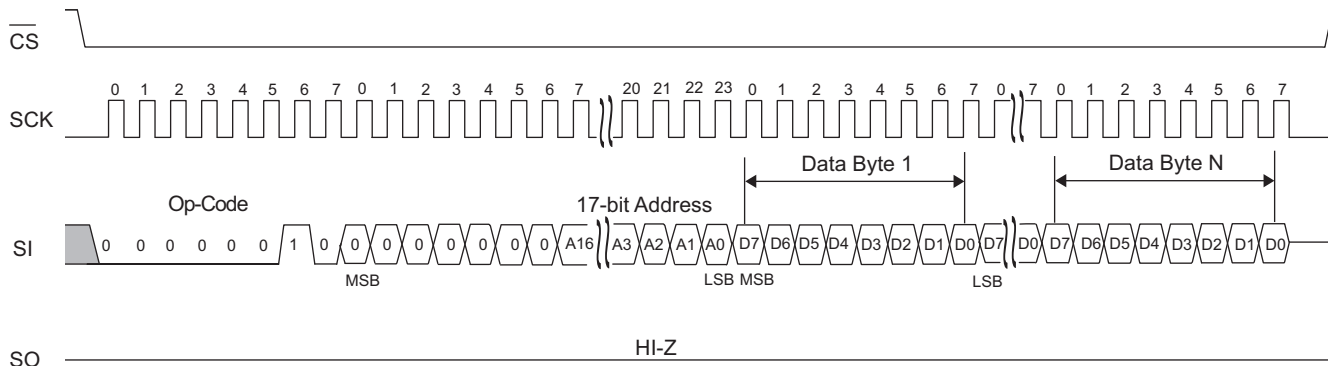 CS
0 1 2 3 4 5 6 7 0 1 2 3 4 5 6 7 20 21 22 23 0 1 2 3 4 5 6 7 0 7 0 1 2 3 4 5 6 7
SCK
Data Byte 1 Data Byte N
Op-Code 17-bit Address
SI 0 0 0 0 0 0 1 0 0 0 0 0 0 0 0 A16 A3 A2 A1 A0 D7 D6 D5 D4 D3 D2 D1 D0 D7 D0 D7 D6 D5 D4 D3 D2 D1 D0
MSB LSB MSB LSB
HI-Z
SO